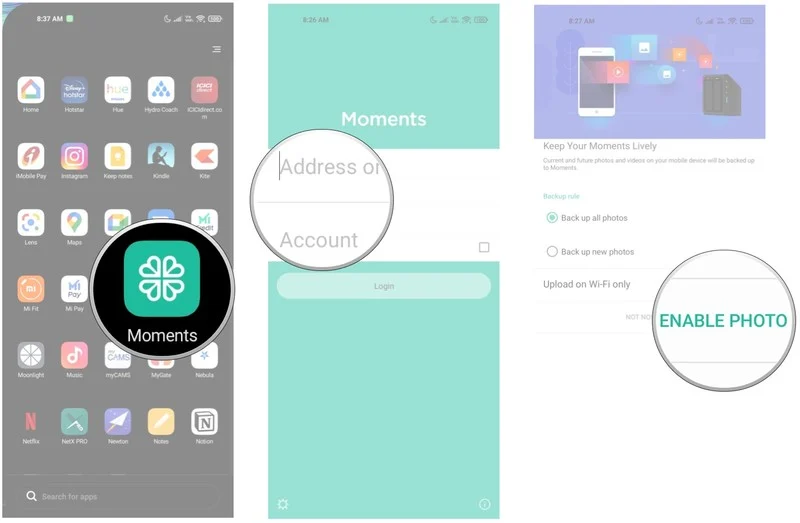 8:37 AM
Home
Hotstar
Hue
Hydro Coach
ICICIdirect.co
m
iMobile Pay
Instagram
Keep notes
Kindle
Kite
Lens
Maps
Mi Fit
Mi Pay
Moments
Moonlight
Music
myCAMS
MyGate
Nebula
Netflix
NetX PRO
Newton
Notes
Notion
Search for apps
8:26 AM
Moments
Address or
Account
Login
8:27 AM
Keep Your Moments Lively
Current and future photos and videos on your mobile device will be backed up
to Moments.
Backup rule
Back up all photos
Back up new photos
Upload on Wi-Fi only
NOT NO
ENABLE PHOTO